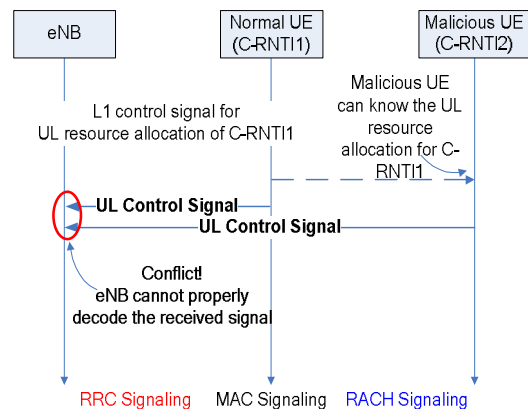 eNB
Normal UE
(C-RNTI1)
Malicious UE
(C-RNTI2)
L1 control signal for
UL resource allocation of C-RNTI1
Malicious UE
can know the UL
resource
allocation for C-
RNTI1
UL Control Signal
UL Control Signal
Conflict!
eNB cannot properly
decode the received signal
RRC Signaling
MAC Signaling
RACH Signaling